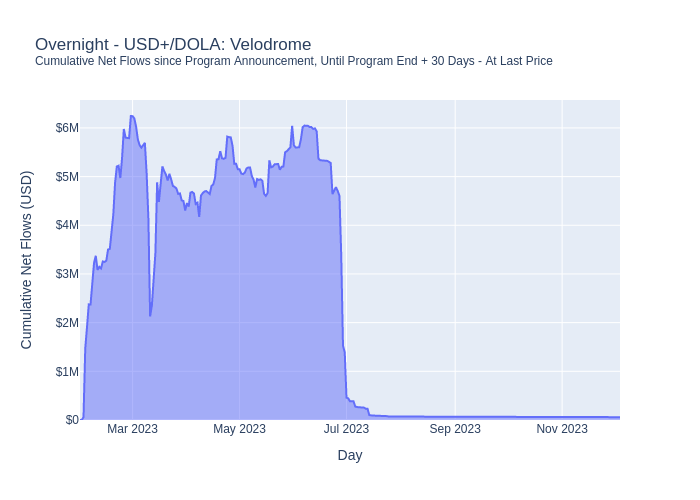 Overnight - USD+/DOLA: Velodrome
Cumulative Net Flows since Program Announcement, Until Program End + 30 Days - At Last Price
Cumulative Net Flows (USD)
$6M
$5M
$4M
$3M
$2M
$1M
$0
Mar 2023
May 2023
Jul 2023
Sep 2023
Nov 2023
Day